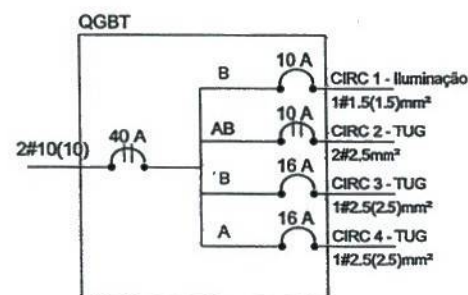 QGBT
2#10(10)
40 A
B
10 A
CIRC 1 - Iluminação
1#1.5(1.5)mm²
AB
10 A
CIRC 2 - TUG
2#2,5mm²
B
16 A
CIRC 3 - TUG
1#2.5(2.5)mm²
A
16 A
CIRC 4 - TUG
1#2.5(2.5)mm²